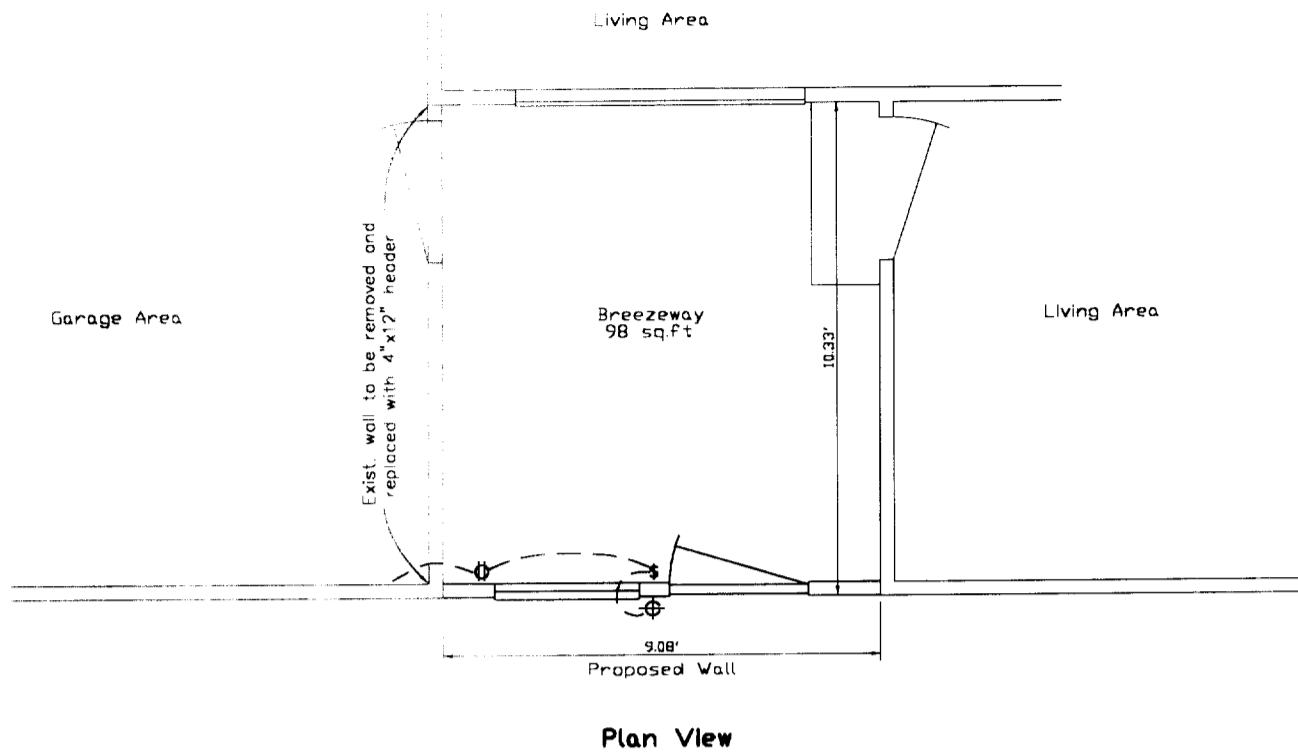 Living Area
Exist. wall to be removed and
replaced with 4"x12" header
Garage Area
Breezeway
98 sq.ft
10.33'
Living Area
$
9.08'
Proposed Wall
Plan View